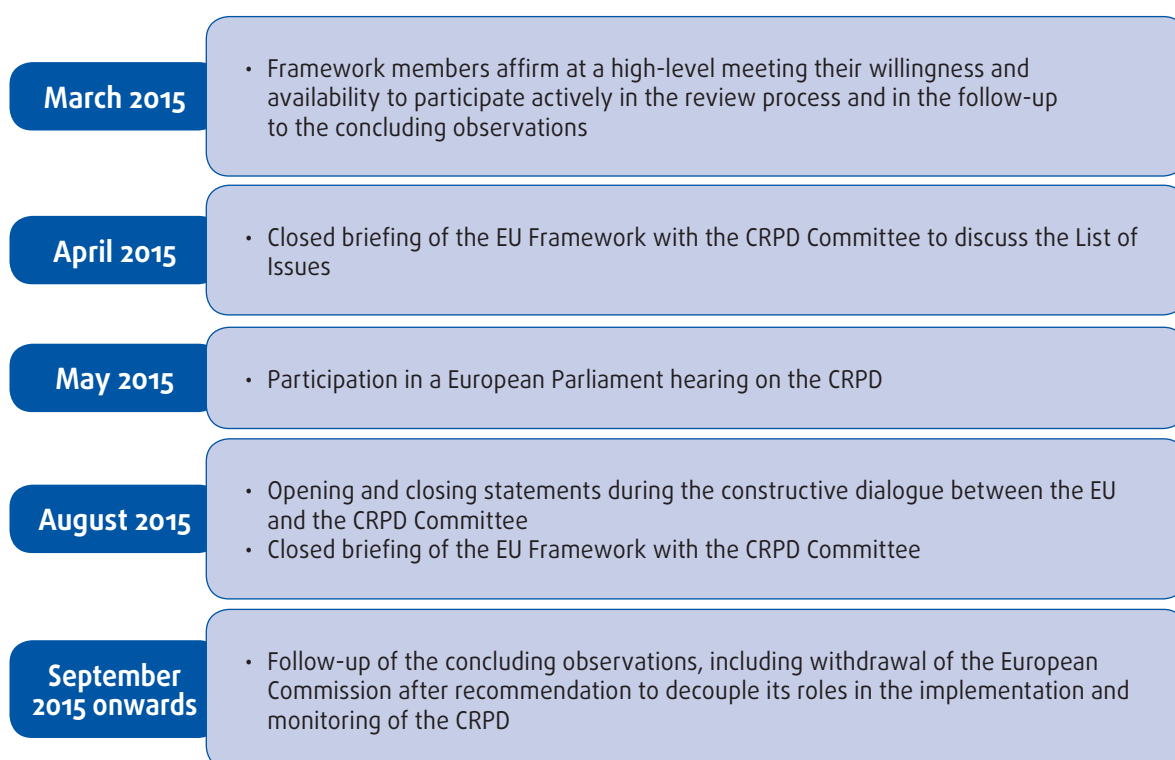 March 2015
• Framework members affirm at a high-level meeting their willingness and
availability to participate actively in the review process and in the follow-up
to the concluding observations
April 2015
• Closed briefing of the EU Framework with the CRPD Committee to discuss the List of
Issues
May 2015
• Participation in a European Parliament hearing on the CRPD
August 2015
• Opening and closing statements during the constructive dialogue between the EU
and the CRPD Committee
• Closed briefing of the EU Framework with the CRPD Committee
September
2015 onwards
• Follow-up of the concluding observations, including withdrawal of the European
Commission after recommendation to decouple its roles in the implementation and
monitoring of the CRPD